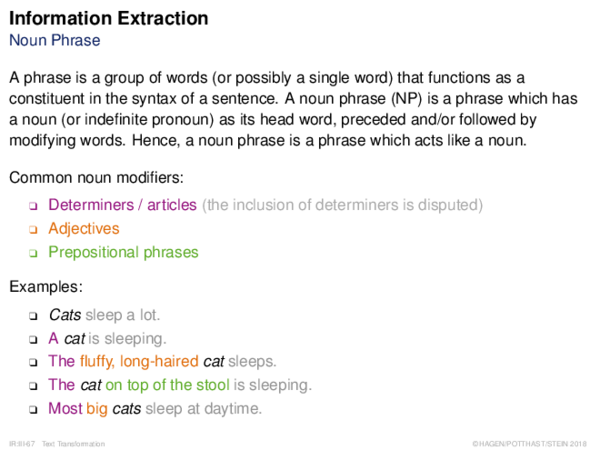 Information Extraction
Noun Phrase
A phrase is a group of words (or possibly a single word) that functions as a
constituent in the syntax of a sentence. A noun phrase (NP) is a phrase which has
a noun (or indefinite pronoun) as its head word, preceded and/or followed by
modifying words. Hence, a noun phrase is a phrase which acts like a noun.
Common noun modifiers:
❑ Determiners / articles (the inclusion of determiners is disputed)
❑ Adjectives
❑ Prepositional phrases
Examples:
❑ Cats sleep a lot.
❑ A cat is sleeping.
❑ The fluffy, long-haired cat sleeps.
❑ The cat on top of the stool is sleeping.
❑ Most big cats sleep at daytime.
IR:III-67 Text Transformation ©HAGEN/POTTHAST/STEIN 2018